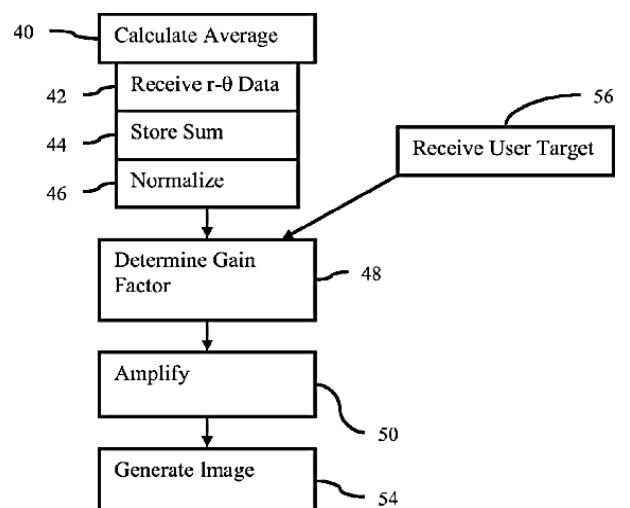 40
Calculate Average
42
Receive r-θ Data
44
Store Sum
46
Normalize
56
Receive User Target
Determine Gain
Factor
48
Amplify
50
Generate Image
54